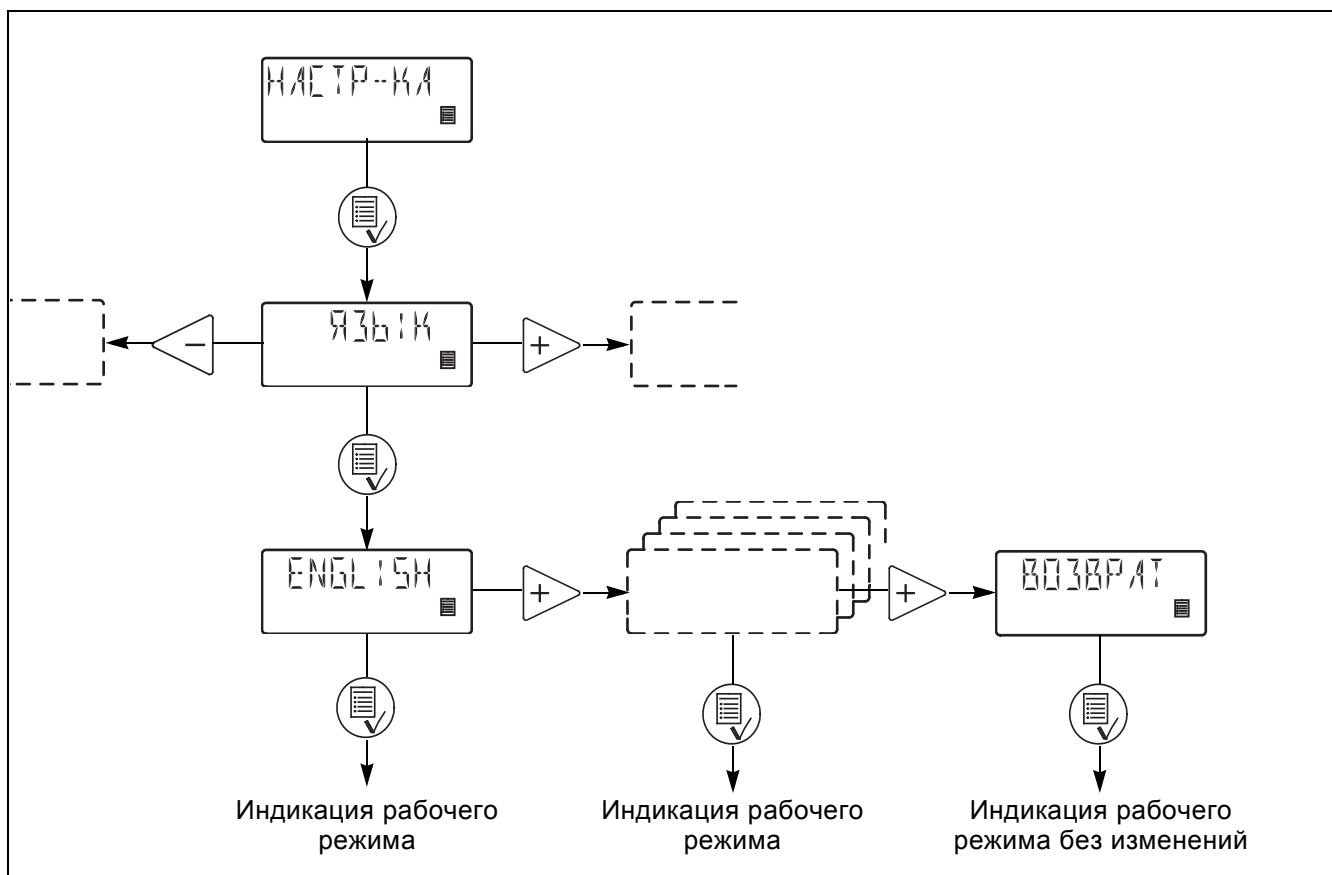 НАСТР-КА
ЯЗЫК
-
+
ENGLISH
+
+
ВОЗВРАТ
Индикация рабочего
режима
Индикация рабочего
режима
Индикация рабочего
режима без изменений